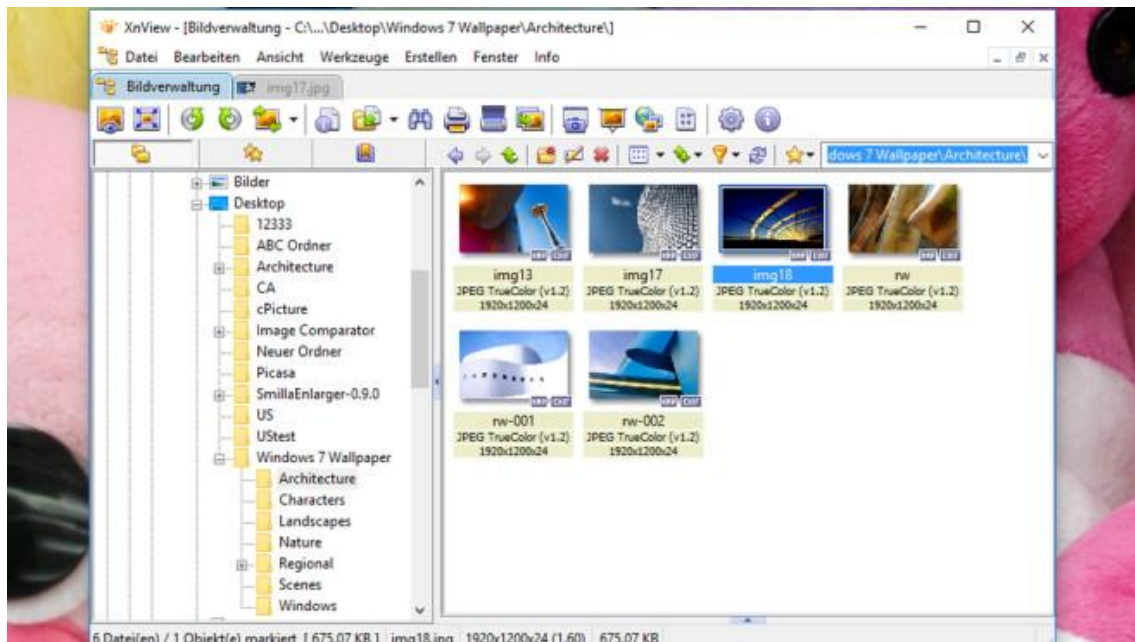 XnView - [Bildverwaltung - C:\...\Desktop\Windows 7 Wallpaper\Architecture\]
Datei Bearbeiten Ansicht Werkzeuge Erstellen Fenster Info
Bildverwaltung img17.jpg
dows 7 Wallpaper\Architecture\
Bilder
Desktop
12333
ABC Ordner
Architecture
CA
cPicture
Image Comparator
Neuer Ordner
Picasa
SmillaEnlarger-0.9.0
US
UStest
Windows 7 Wallpaper
Architecture
Characters
Landscapes
Nature
Regional
Scenes
Windows
img13 img17 img18 rw
JPEG TrueColor (v1.2) JPEG TrueColor (v1.2) JPEG TrueColor (v1.2) JPEG TrueColor (v1.2)
1920x1200x24 1920x1200x24 1920x1200x24 1920x1200x24
rw-001 rw-002
JPEG TrueColor (v1.2) JPEG TrueColor (v1.2)
1920x1200x24 1920x1200x24
6 Datei(en) / 1 Objekt(e) markiert [ 675.07 KB ] img18.jpg 1920x1200x24 (1.60) 675.07 KB